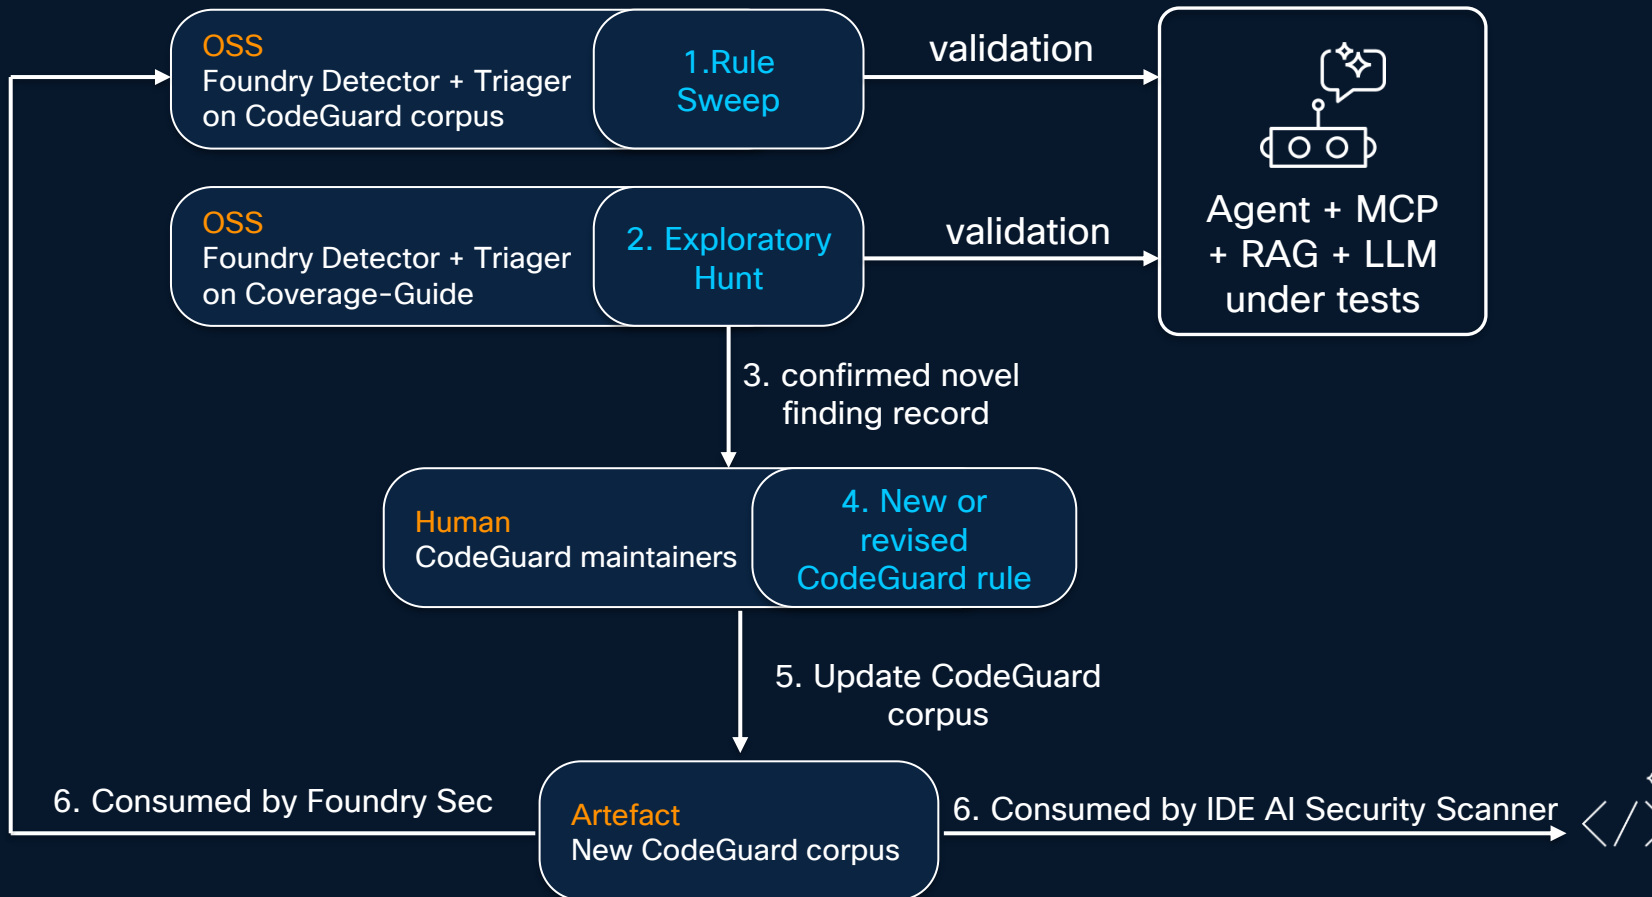 OSS
Foundry Detector + Triager
on CodeGuard corpus
1.Rule
Sweep
validation
Agent + MCP
+ RAG + LLM
under tests
OSS
Foundry Detector + Triager
on Coverage-Guide
2. Exploratory
Hunt
validation
3. confirmed novel
finding record
Human
CodeGuard maintainers
4. New or
revised
CodeGuard rule
5. Update CodeGuard
corpus
6. Consumed by Foundry Sec
Artefact
New CodeGuard corpus
6. Consumed by IDE AI Security Scanner